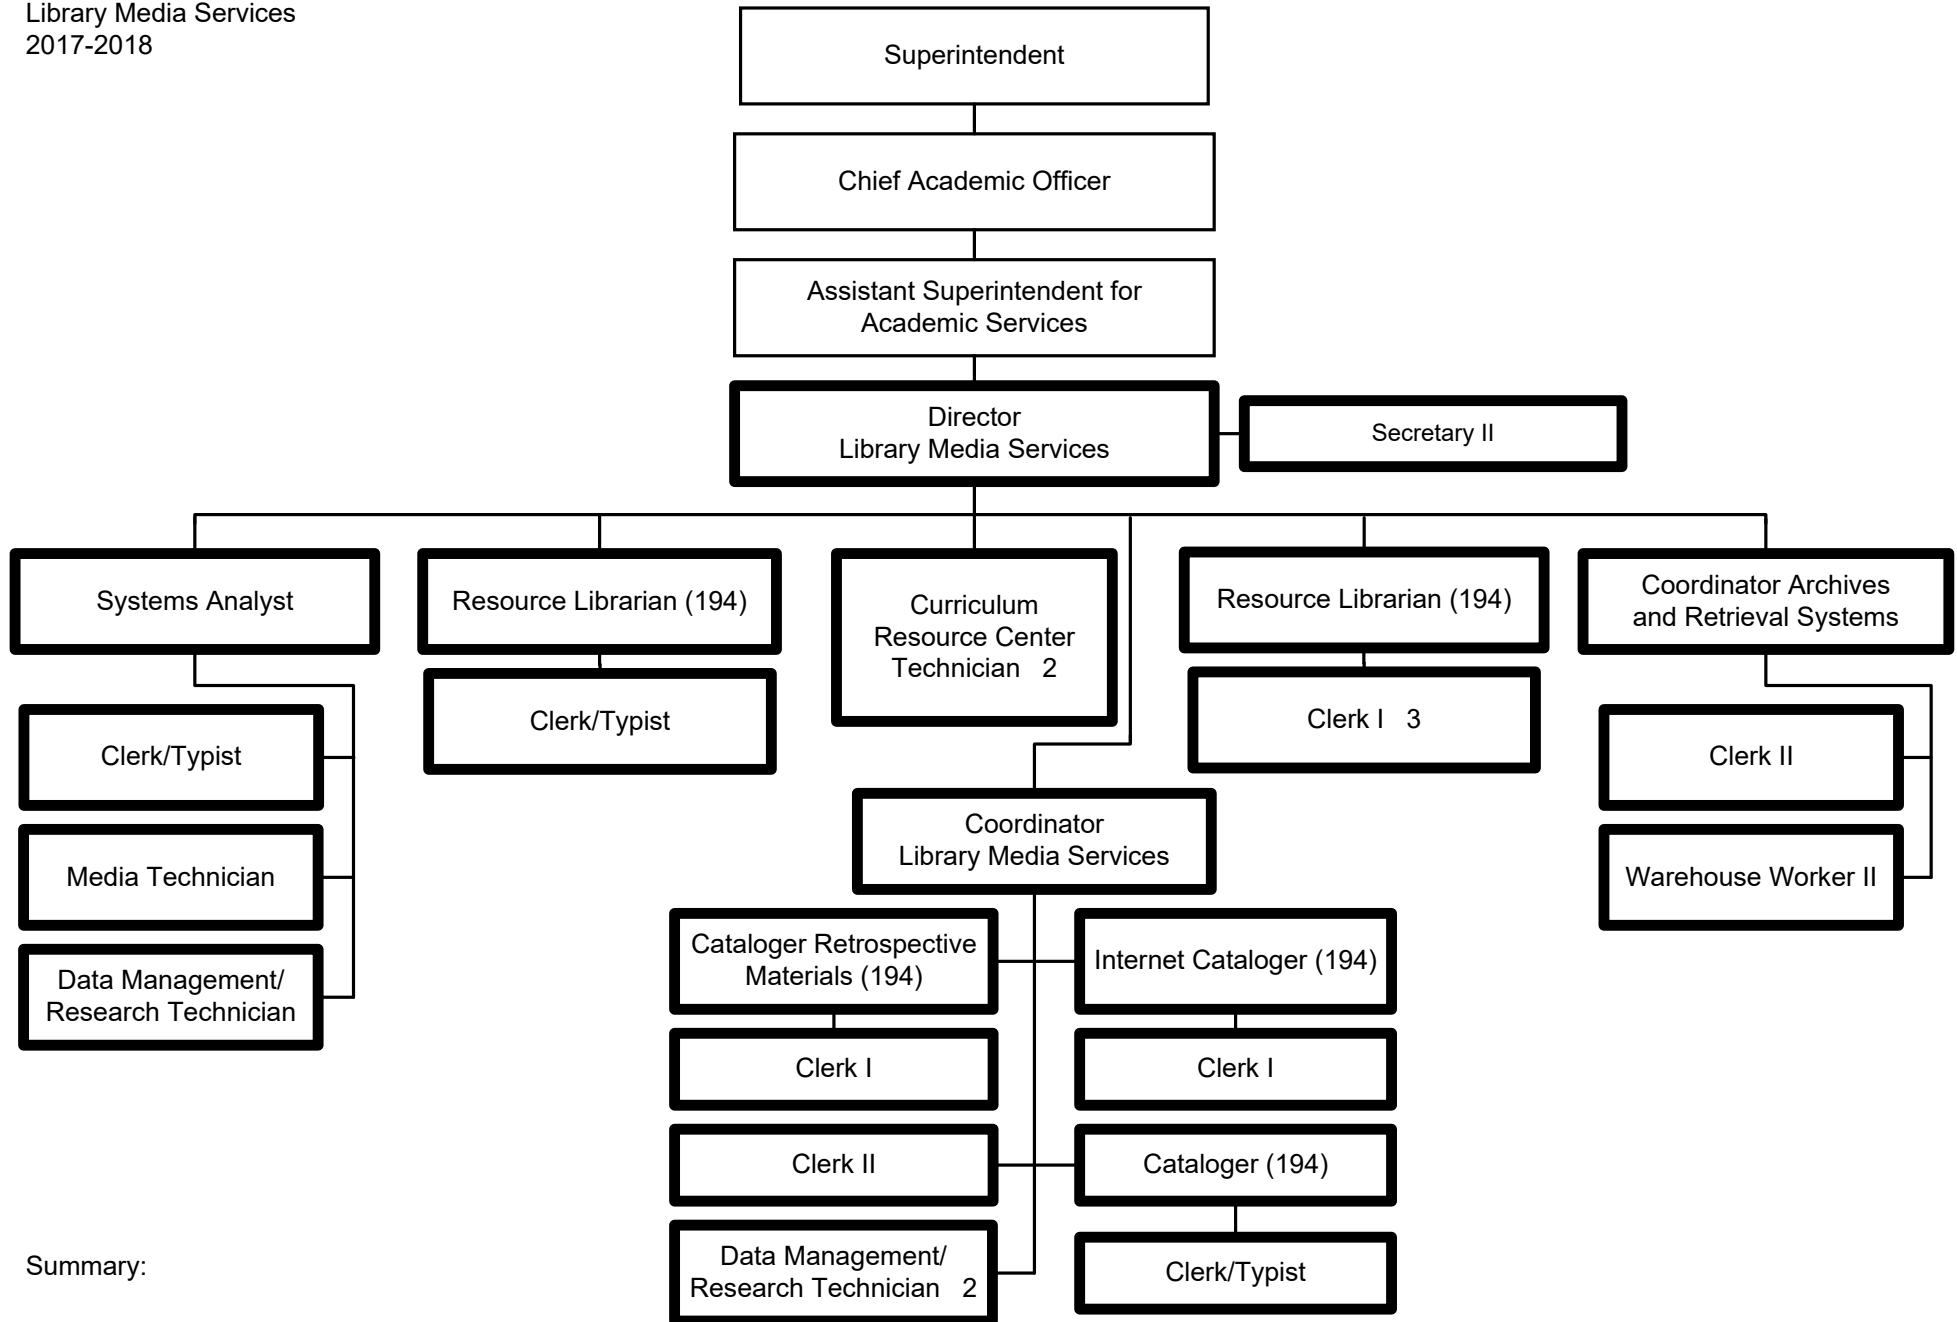 Library Media Services
2017-2018
Superintendent
Chief Academic Officer
Assistant Superintendent for
Academic Services
Director
Library Media Services
Secretary II
Systems Analyst
Resource Librarian (194)
Curriculum
Resource Center
Technician 2
Resource Librarian (194)
Coordinator Archives
and Retrieval Systems
Clerk/Typist
Media Technician
Data Management/
Research Technician
Clerk/Typist
Clerk I 3
Clerk II
Warehouse Worker II
Coordinator
Library Media Services
Cataloger Retrospective
Materials (194)
Internet Cataloger (194)
Clerk I
Clerk I
Clerk II
Cataloger (194)
Data Management/
Research Technician 2
Clerk/Typist
Summary: